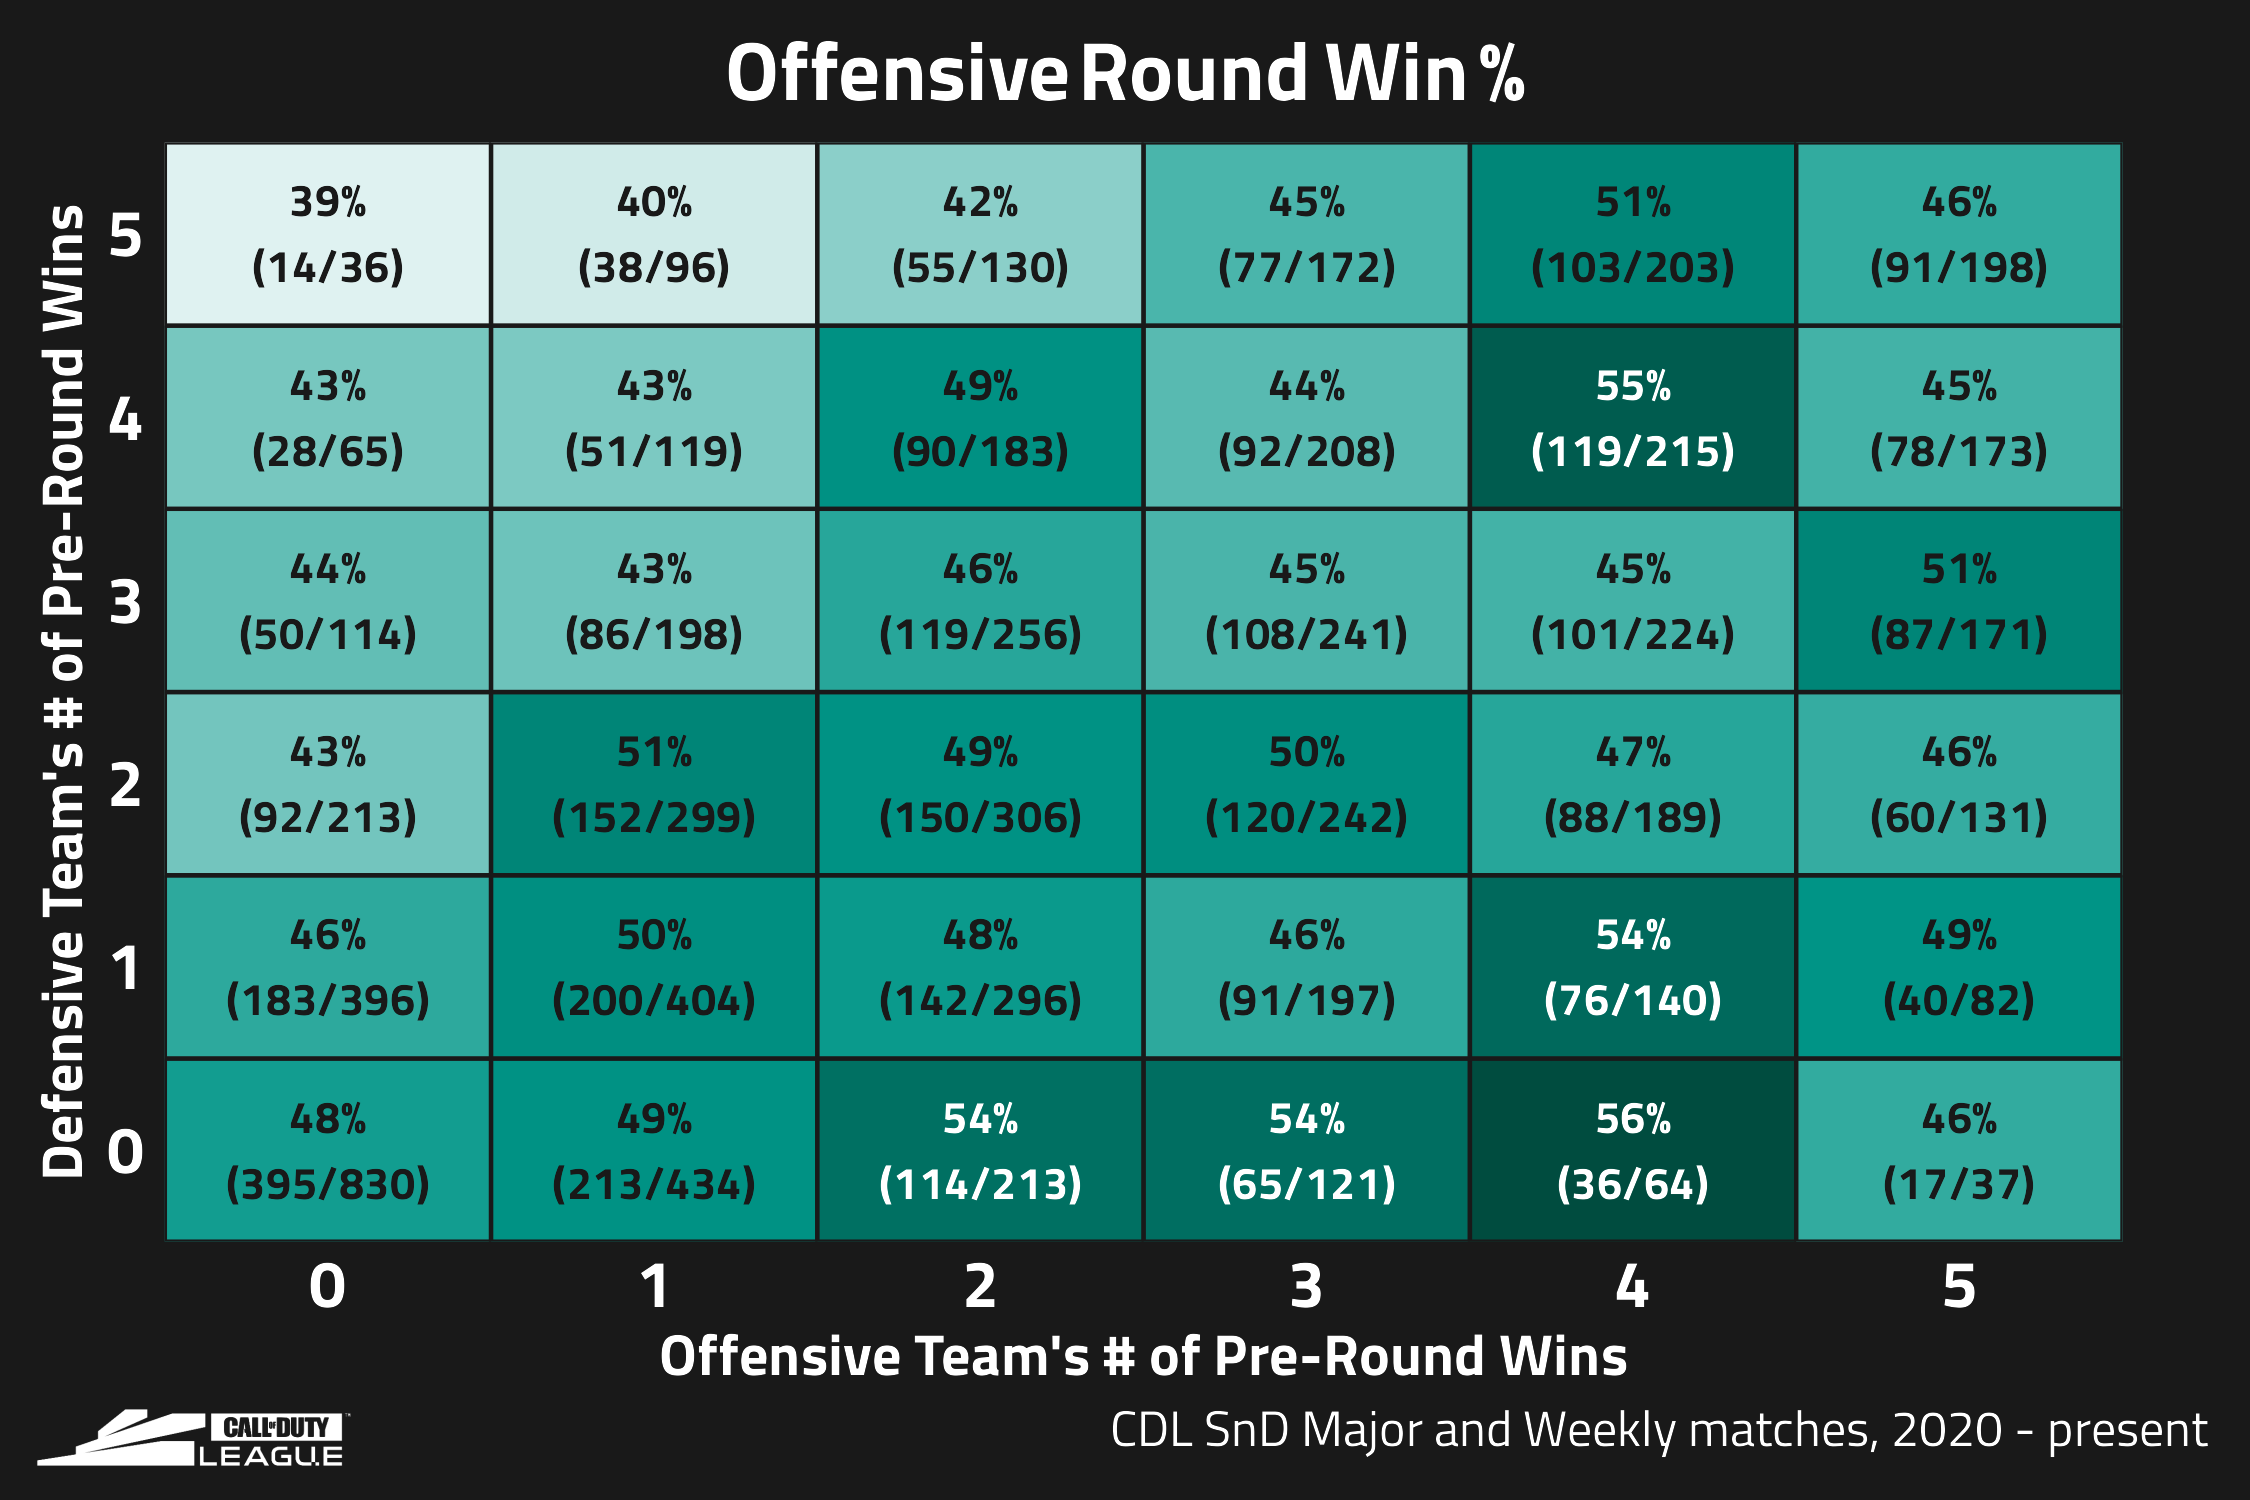 Offensive Round Win %
Defensive Team's # of Pre-Round Wins
5
39% 40% 42% 45% 51% 46%
(14/36) (38/96) (55/130) (77/172) (103/203) (91/198)
4
43% 43% 49% 44% 55% 45%
(28/65) (51/119) (90/183) (92/208) (119/215) (78/173)
3
44% 43% 46% 45% 45% 51%
(50/114) (86/198) (119/256) (108/241) (101/224) (87/171)
2
43% 51% 49% 50% 47% 46%
(92/213) (152/299) (150/306) (120/242) (88/189) (60/131)
1
46% 50% 48% 46% 54% 49%
(183/396) (200/404) (142/296) (91/197) (76/140) (40/82)
0
48% 49% 54% 54% 56% 46%
(395/830) (213/434) (114/213) (65/121) (36/64) (17/37)
0 1 2 3 4 5
Offensive Team's # of Pre-Round Wins
CALL OF DUTY
LEAGUE
CDL SnD Major and Weekly matches, 2020 - present